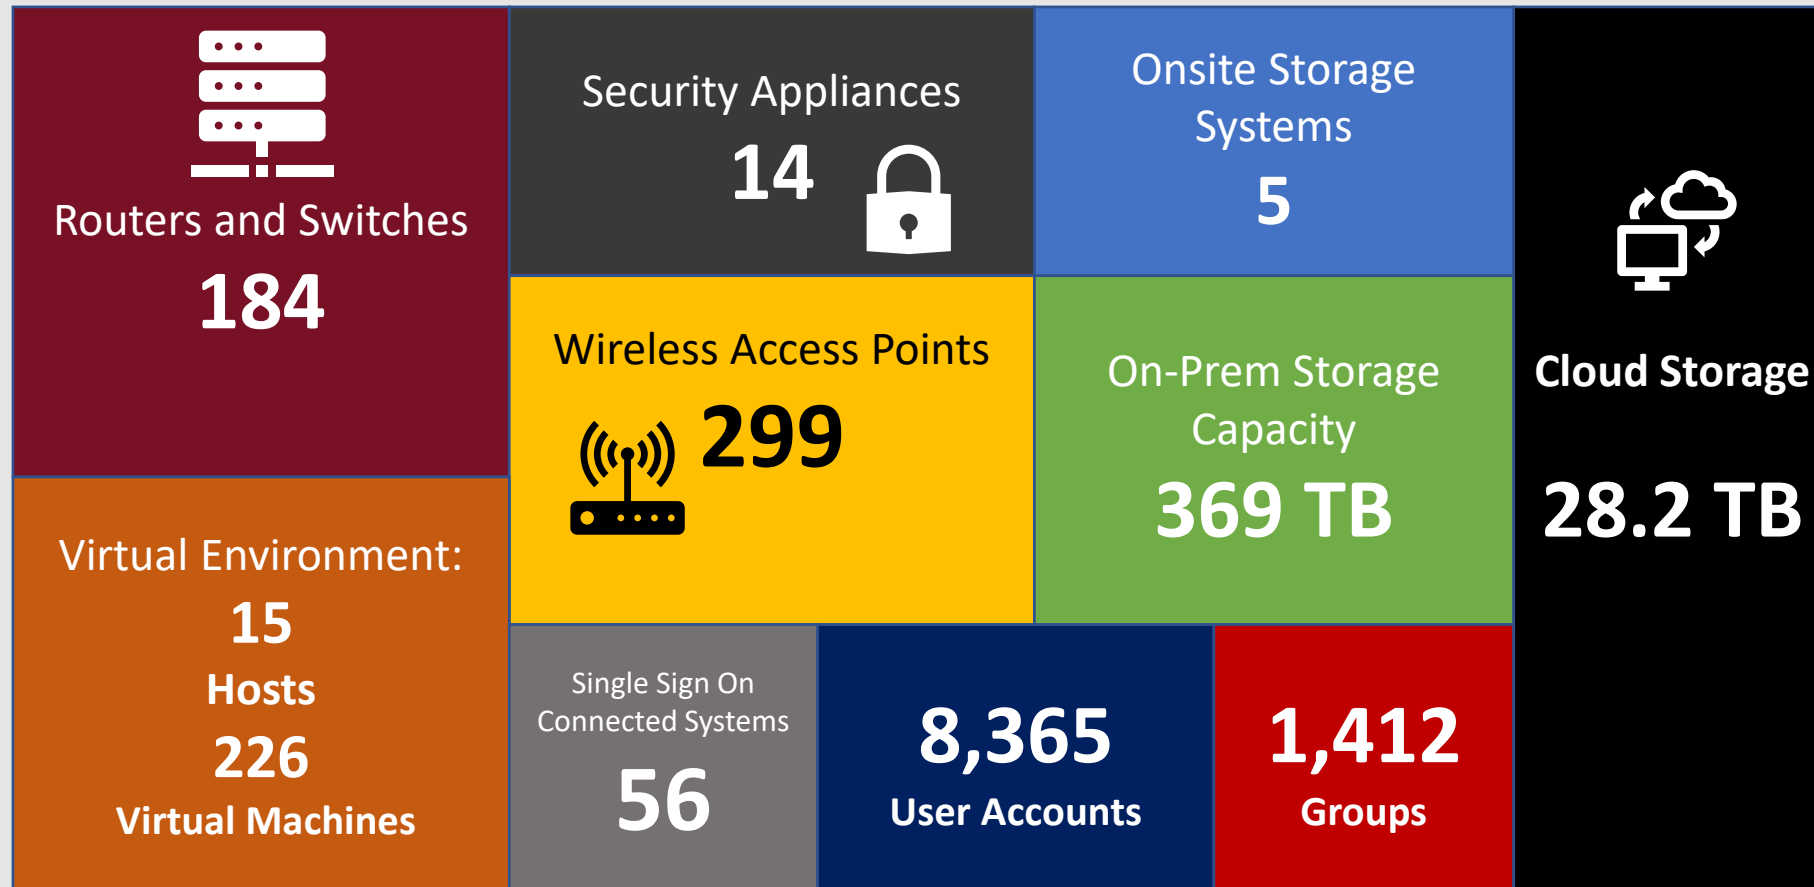 Routers and Switches
184
Security Appliances
14
Onsite Storage
Systems
5
Cloud Storage
28.2 TB
Wireless Access Points
299
On-Prem Storage
Capacity
369 TB
Virtual Environment:
15
Hosts
226
Virtual Machines
Single Sign On
Connected Systems
56
8,365
User Accounts
1,412
Groups